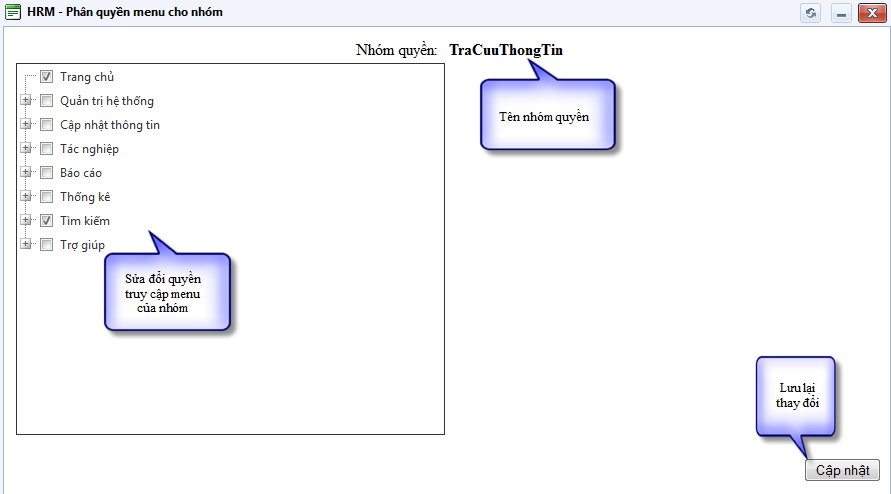 HRM - Phân quyền menu cho nhóm
Nhóm quyền: TraCuuThongTin
Trang chủ
Quản trị hệ thống
Cập nhật thông tin
Tác nghiệp
Báo cáo
Thống kê
Tìm kiếm
Trợ giúp
Tên nhóm quyền
Sửa đổi quyền
truy cập menu
của nhóm
Lưu lại
thay đổi
Cập nhật